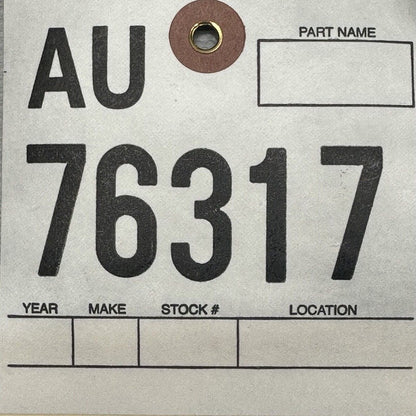 AU
PART NAME
76317
YEAR MAKE STOCK # LOCATION